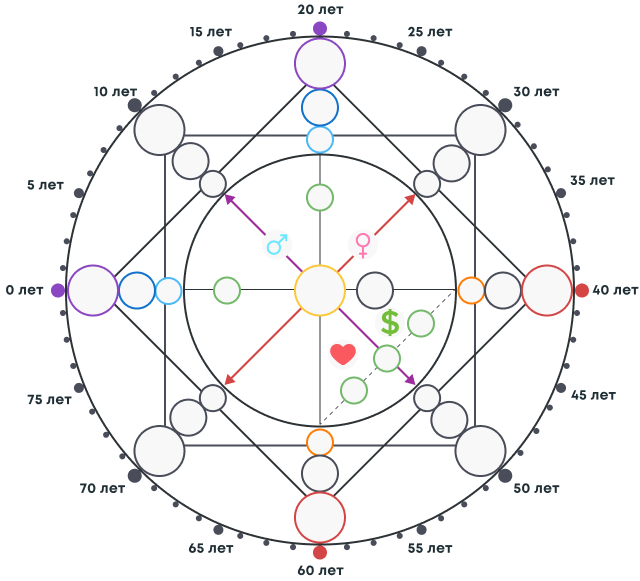 20 лет
15 лет
25 лет
10 лет
30 лет
5 лет
35 лет
0 лет
40 лет
$
75 лет
45 лет
70 лет
50 лет
65 лет
55 лет
60 лет